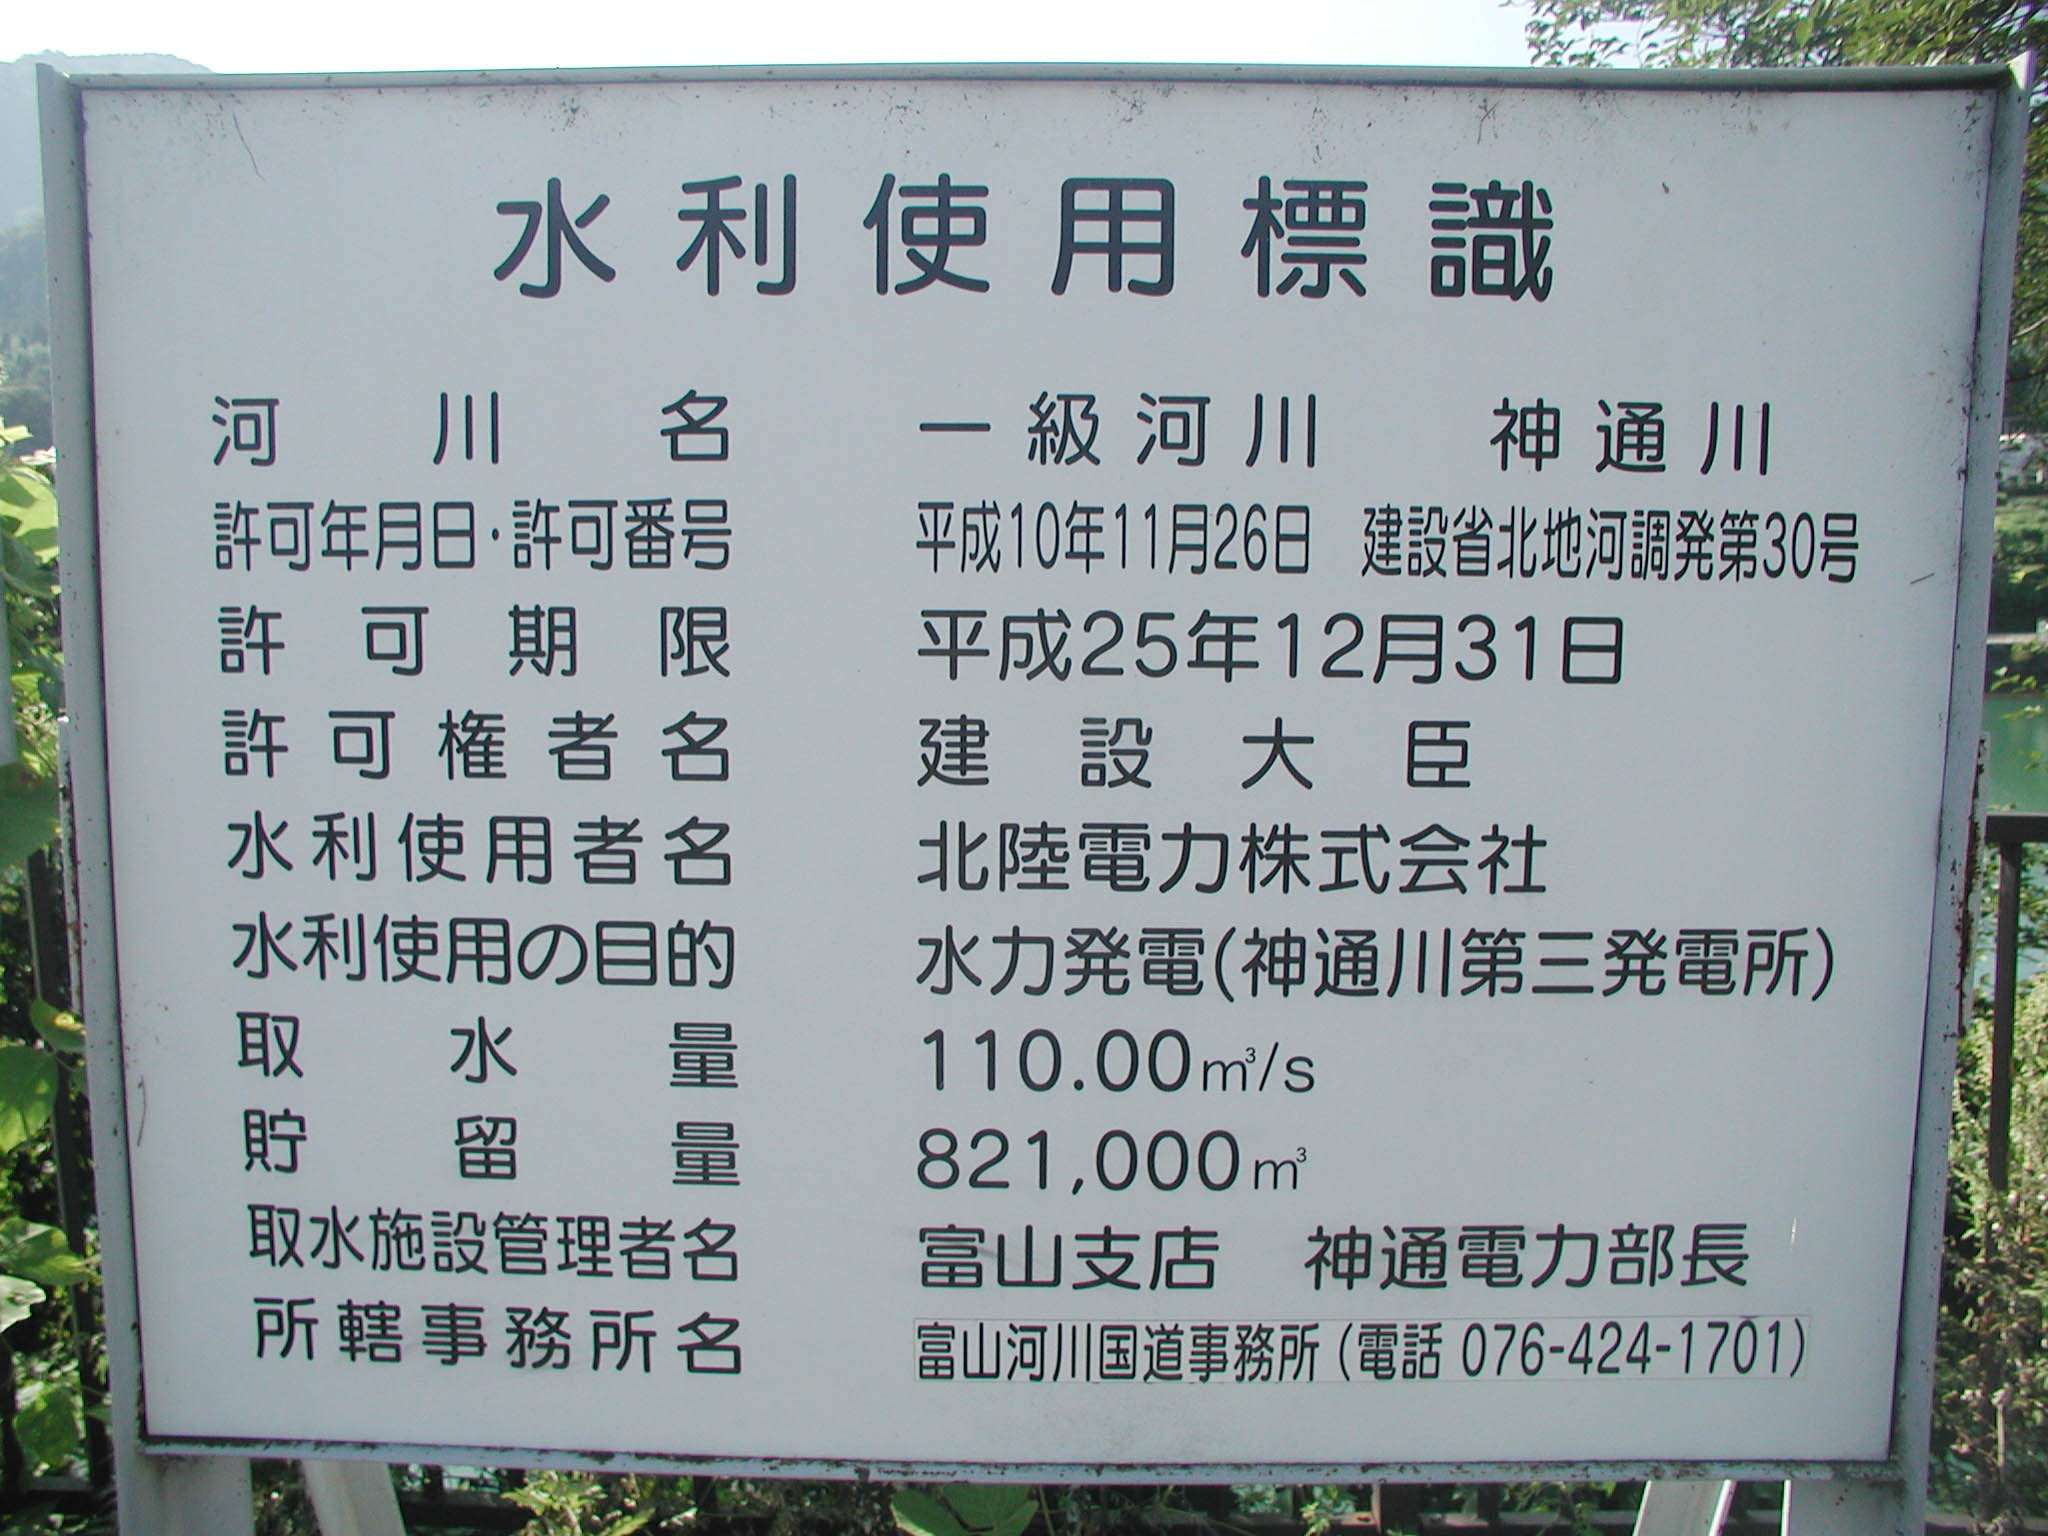 水利使用標識
河川名 一級河川 神通川
許可年月日・許可番号 平成10年11月26日 建設省北地河調発第30号
許可期限 平成25年12月31日
許可権者名 建設大臣
水利使用者名 北陸電力株式会社
水利使用の目的 水力発電(神通川第三発電所)
取水量 110.00㎥/s
貯留量 821,000㎥
取水施設管理者名 富山支店 神通電力部長
所轄事務所名 富山河川国道事務所(電話 076-424-1701)